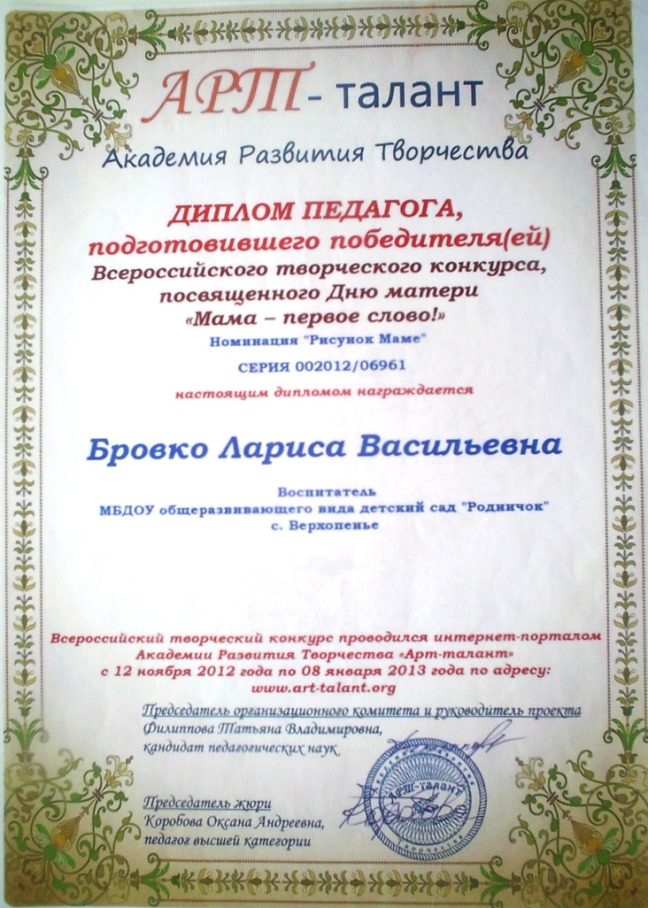 АРТ - талант
Академия Развития Творчества
ДИПЛОМ ПЕДАГОГА,
подготовившего победителя(ей)
Всероссийского творческого конкурса,
посвященного Дню матери
«Мама – первое слово!»
Номинация "Рисунок Маме"
СЕРИЯ 002012/06961
настоящим дипломом награждается
Бровко Лариса Васильевна
Воспитатель
МБДОУ общеразвивающего вида детский сад "Родничок"
с. Верхопенье
Всероссийский творческий конкурс проводился интернет-порталом
Академии Развития Творчества «Арт-талант»
с 12 ноября 2012 года по 08 января 2013 года по адресу:
www.art-talant.org
Председатель организационного комитета и руководитель проекта
Филиппова Татьяна Владимировна,
кандидат педагогических наук
АРТ-талант
Председатель жюри
Коробова Оксана Андреевна,
педагог высшей категории